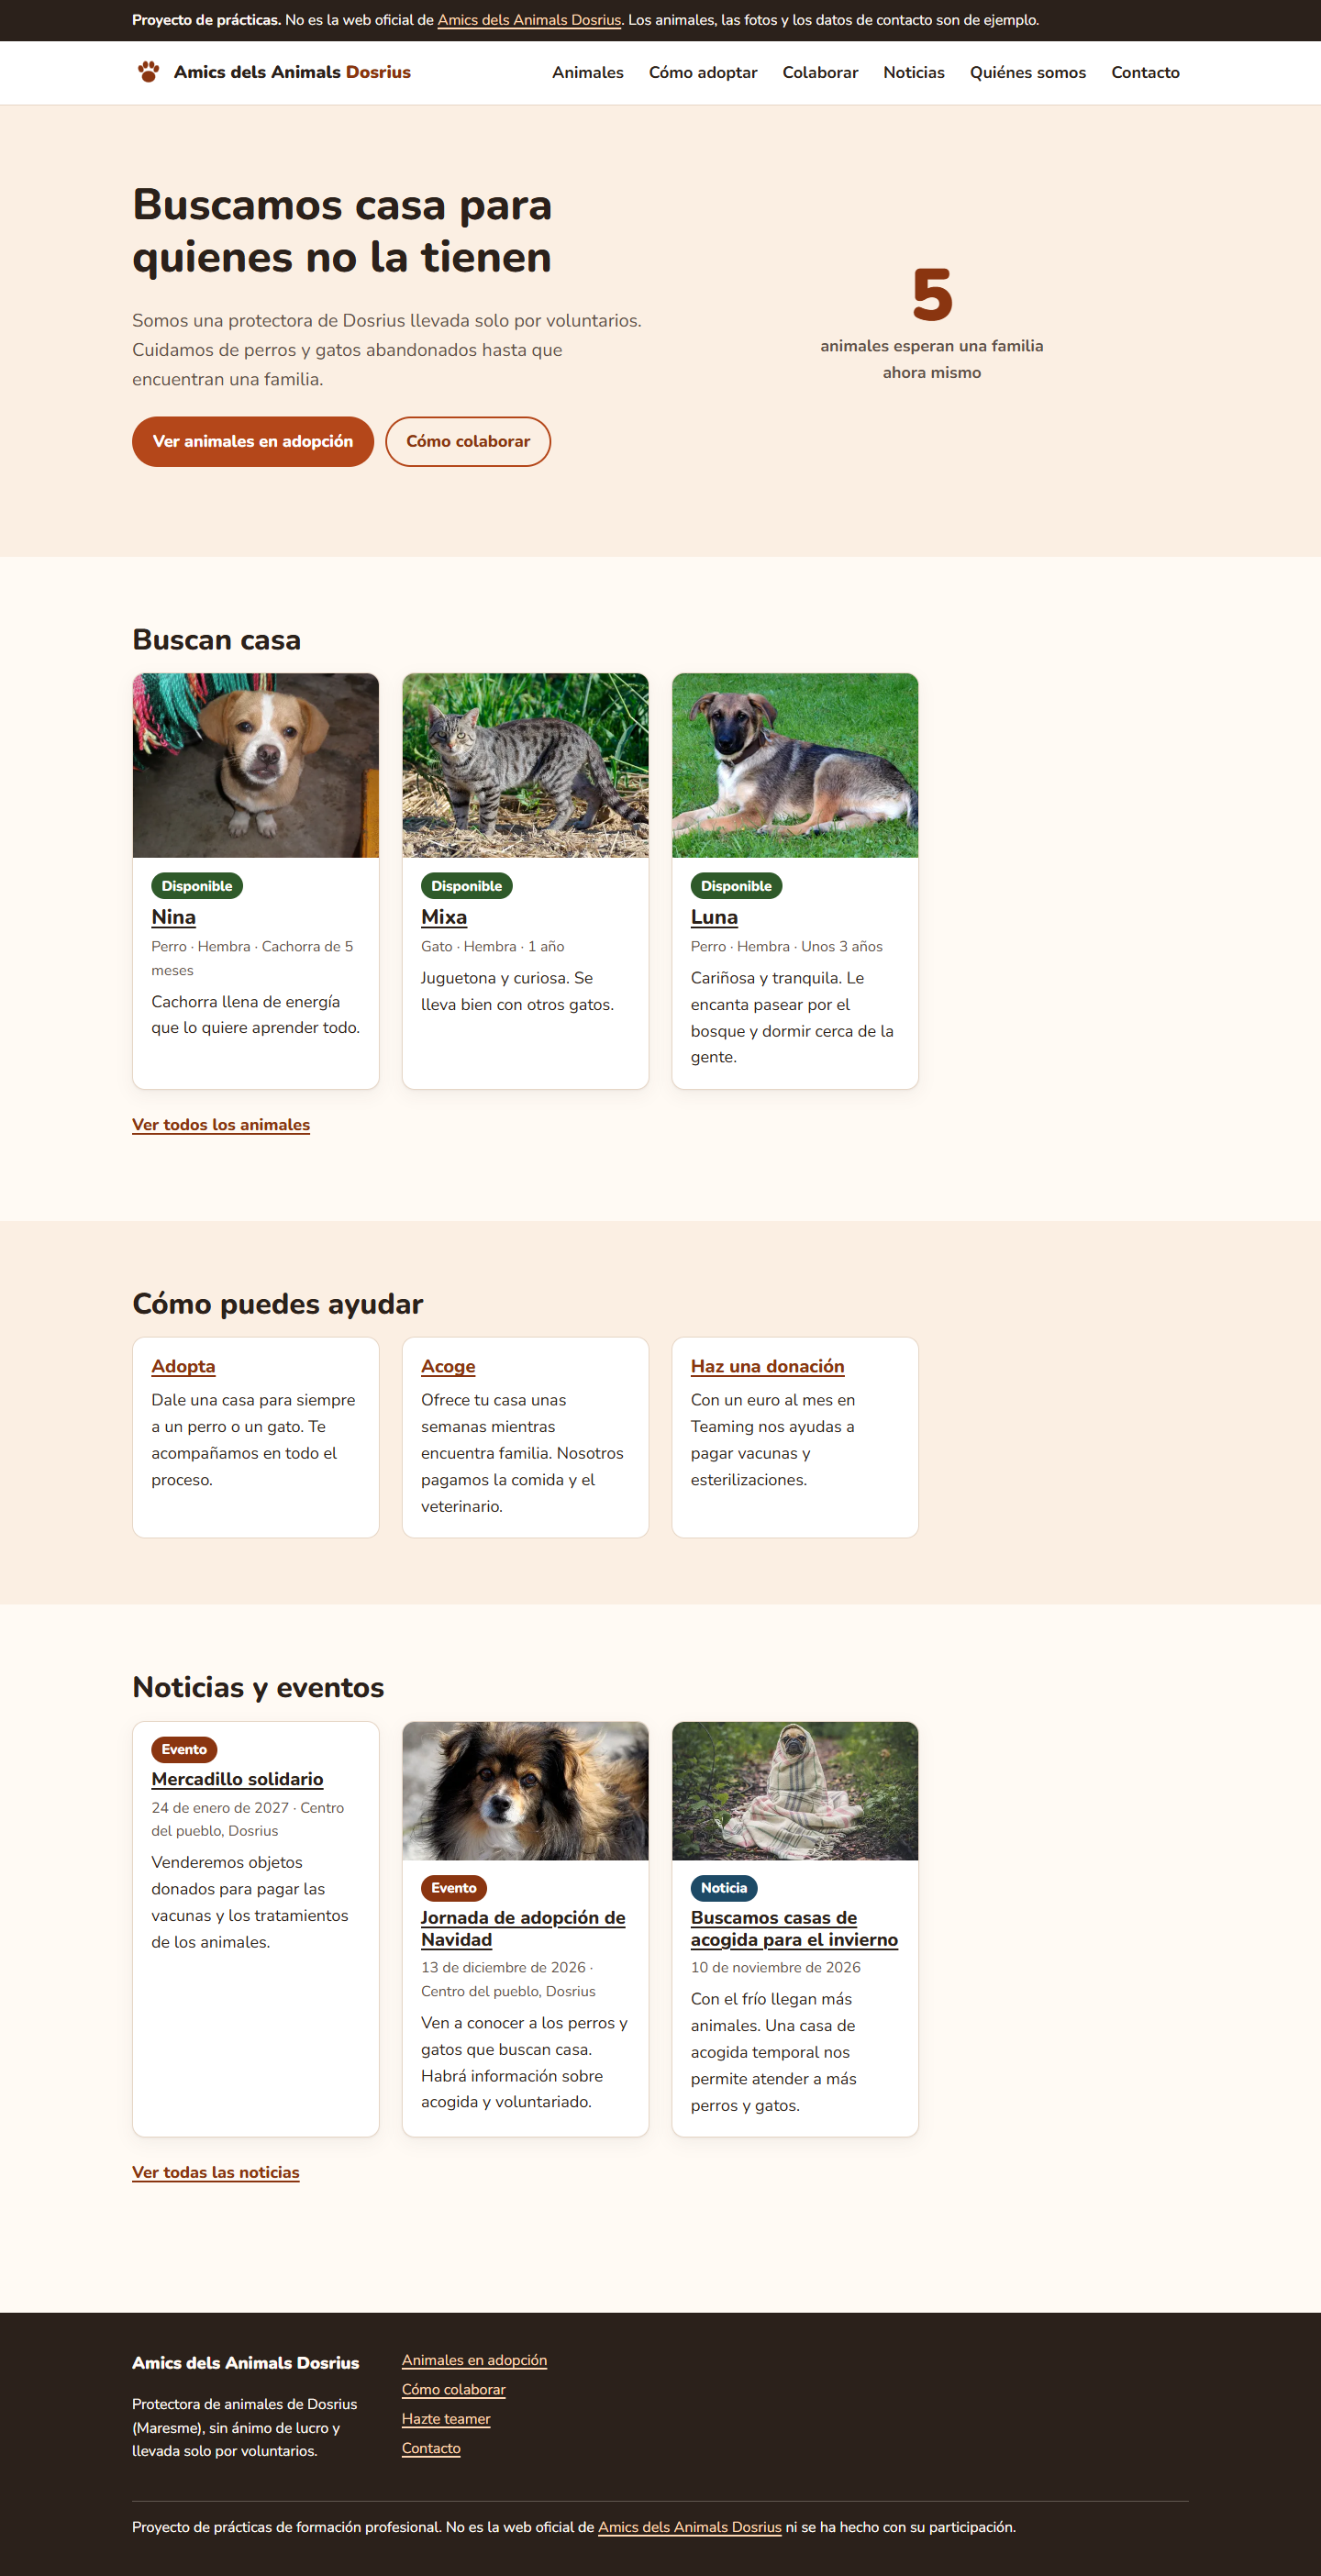 Proyecto de prácticas. No es la web oficial de Amics dels Animals Dosrius. Los animales, las fotos y los datos de contacto son de ejemplo.
Amics dels Animals Dosrius
Animales
Cómo adoptar
Colaborar
Noticias
Quiénes somos
Contacto
Buscamos casa para
quienes no la tienen
Somos una protectora de Dosrius llevada solo por voluntarios.
Cuidamos de perros y gatos abandonados hasta que
encuentran una familia.
Ver animales en adopción
Cómo colaborar
5
animales esperan una familia
ahora mismo
Buscan casa
Disponible
Nina
Perro · Hembra · Cachorra de 5
meses
Cachorra llena de energía
que lo quiere aprender todo.
Disponible
Mixa
Gato · Hembra · 1 año
Juguetona y curiosa. Se
lleva bien con otros gatos.
Disponible
Luna
Perro · Hembra · Unos 3 años
Cariñosa y tranquila. Le
encanta pasear por el
bosque y dormir cerca de la
gente.
Ver todos los animales
Cómo puedes ayudar
Adopta
Dale una casa para siempre
a un perro o un gato. Te
acompañamos en todo el
proceso.
Acoge
Ofrece tu casa unas
semanas mientras
encuentra familia. Nosotros
pagamos la comida y el
veterinario.
Haz una donación
Con un euro al mes en
Teaming nos ayudas a
pagar vacunas y
esterilizaciones.
Noticias y eventos
Evento
Mercadillo solidario
24 de enero de 2027 · Centro
del pueblo, Dosrius
Venderemos objetos
donados para pagar las
vacunas y los tratamientos
de los animales.
Evento
Jornada de adopción de
Navidad
13 de diciembre de 2026 ·
Centro del pueblo, Dosrius
Ven a conocer a los perros y
gatos que buscan casa.
Habrá información sobre
acogida y voluntariado.
Noticia
Buscamos casas de
acogida para el invierno
10 de noviembre de 2026
Con el frío llegan más
animales. Una casa de
acogida temporal nos
permite atender a más
perros y gatos.
Ver todas las noticias
Amics dels Animals Dosrius
Protectora de animales de Dosrius
(Maresme), sin ánimo de lucro y
llevada solo por voluntarios.
Animales en adopción
Cómo colaborar
Hazte teamer
Contacto
Proyecto de prácticas de formación profesional. No es la web oficial de Amics dels Animals Dosrius ni se ha hecho con su participación.